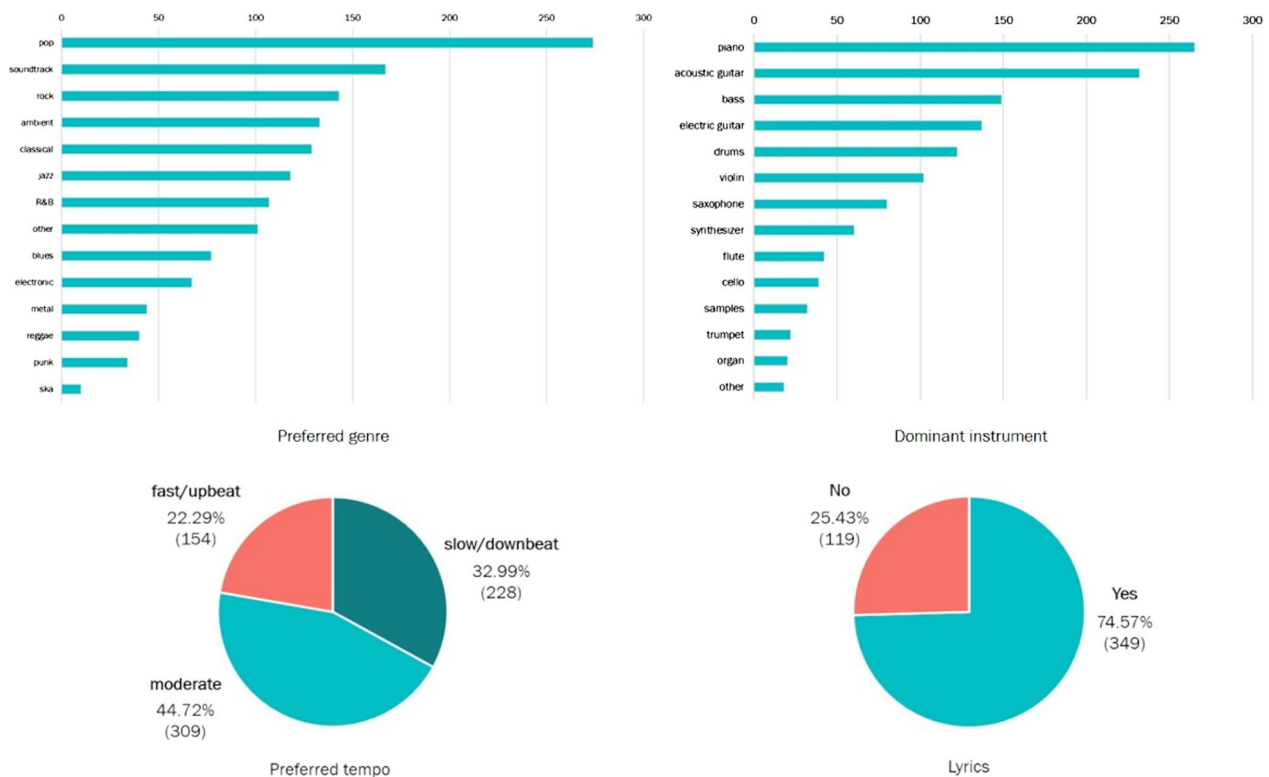 0 50 100 150 200 250 300
pop
soundtrack
rock
ambient
classical
jazz
R&B
other
blues
electronic
metal
reggae
punk
ska
Preferred genre
0 50 100 150 200 250 300
piano
acoustic guitar
bass
electric guitar
drums
violin
saxophone
synthesizer
flute
cello
samples
trumpet
organ
other
Dominant instrument
fast/upbeat
22.29%
(154)
slow/downbeat
32.99%
(228)
moderate
44.72%
(309)
Preferred tempo
No
25.43%
(119)
Yes
74.57%
(349)
Lyrics